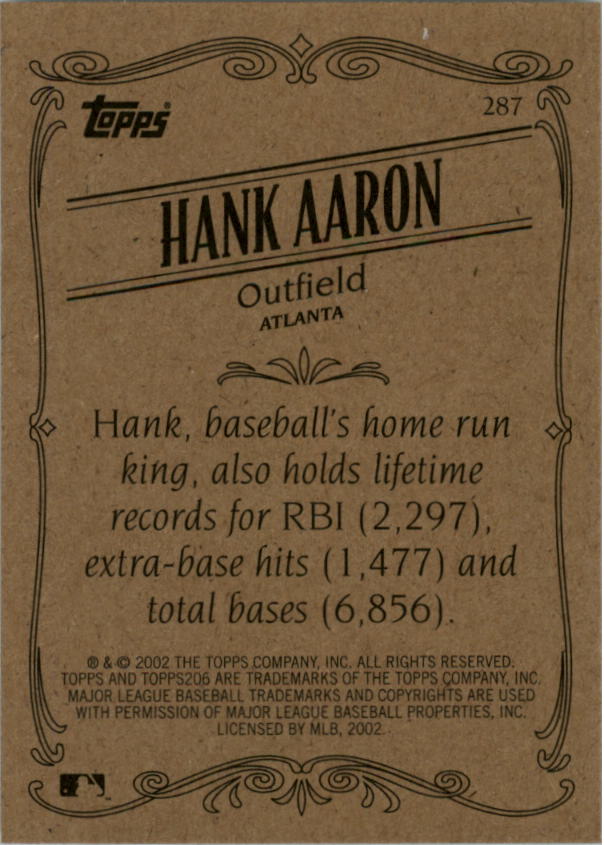 Topps®
287
HANK AARON
Outfield
ATLANTA
Hank, baseball's home run
king, also holds lifetime
records for RBI (2,297),
extra-base hits (1,477) and
total bases (6,856).
® & © 2002 THE TOPPS COMPANY, INC. ALL RIGHTS RESERVED.
TOPPS AND TOPPS206 ARE TRADEMARKS OF THE TOPPS COMPANY, INC.
MAJOR LEAGUE BASEBALL TRADEMARKS AND COPYRIGHTS ARE USED
WITH PERMISSION OF MAJOR LEAGUE BASEBALL PROPERTIES, INC.
LICENSED BY MLB, 2002.